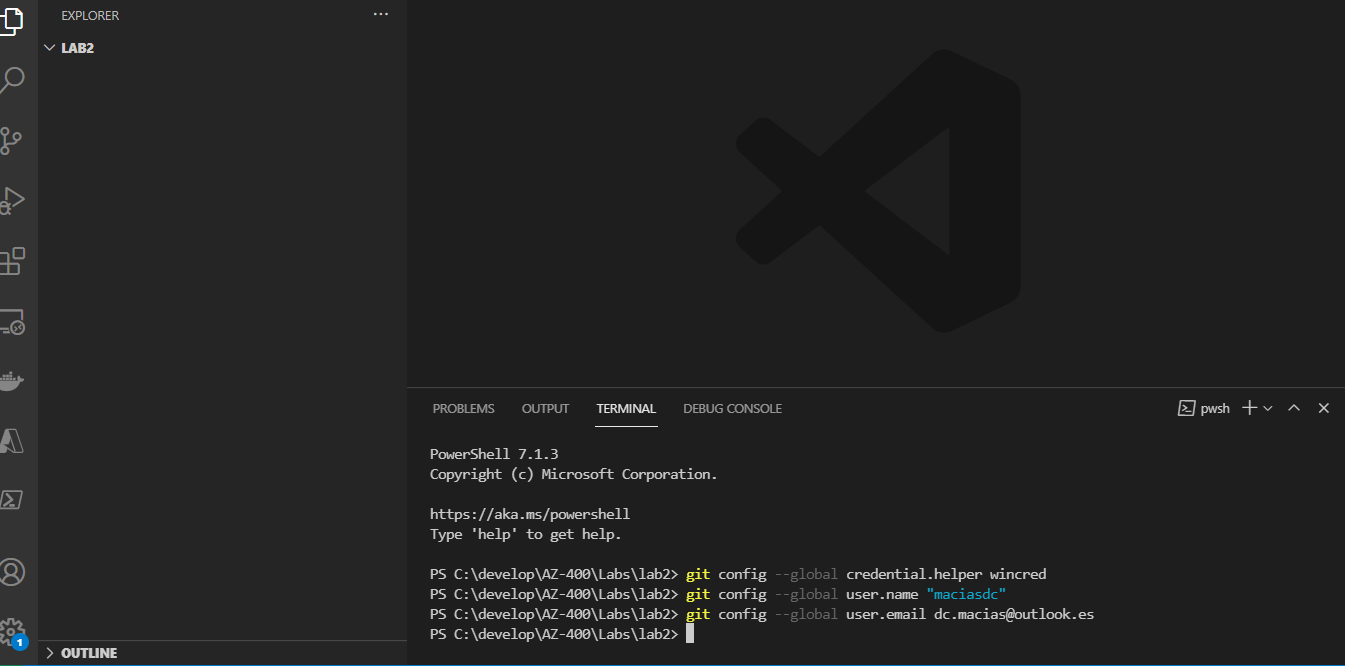 EXPLORER
LAB2
PROBLEMS OUTPUT TERMINAL DEBUG CONSOLE pwsh
PowerShell 7.1.3
Copyright (c) Microsoft Corporation.
https://aka.ms/powershell
Type 'help' to get help.
PS C:\develop\AZ-400\Labs\lab2> git config --global credential.helper wincred
PS C:\develop\AZ-400\Labs\lab2> git config --global user.name "maciasdc"
PS C:\develop\AZ-400\Labs\lab2> git config --global user.email dc.macias@outlook.es
PS C:\develop\AZ-400\Labs\lab2>
1
OUTLINE